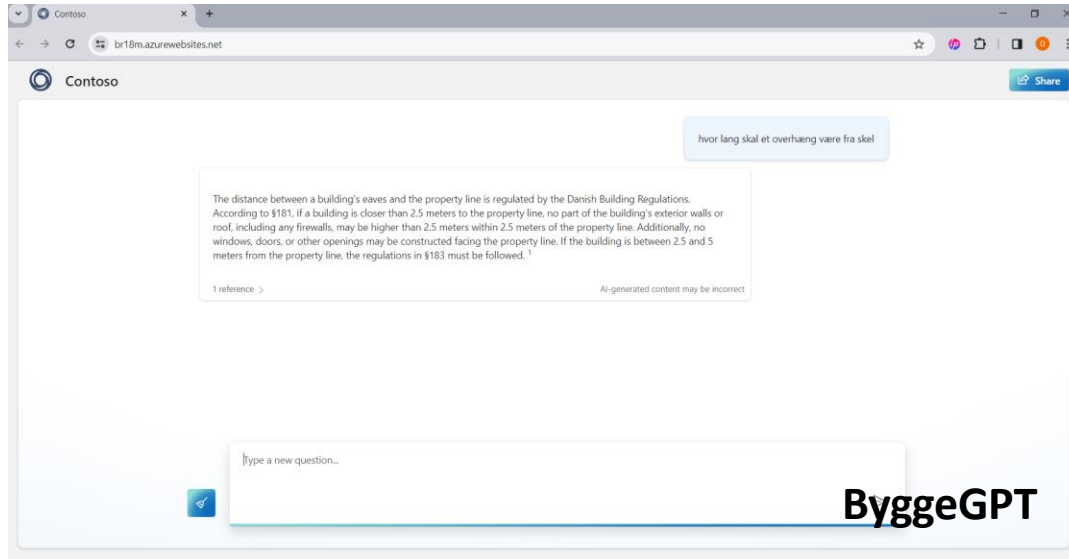 Contoso
br18m.azurewebsites.net
Contoso
Share
hvor lang skal et overhæng være fra skel
The distance between a building's eaves and the property line is regulated by the Danish Building Regulations.
According to §181, if a building is closer than 2.5 meters to the property line, no part of the building's exterior walls or
roof, including any firewalls, may be higher than 2.5 meters within 2.5 meters of the property line. Additionally, no
windows, doors, or other openings may be constructed facing the property line. If the building is between 2.5 and 5
meters from the property line, the regulations in §183 must be followed. 1
1 reference
AI-generated content may be incorrect
Type a new question...
ByggeGPT